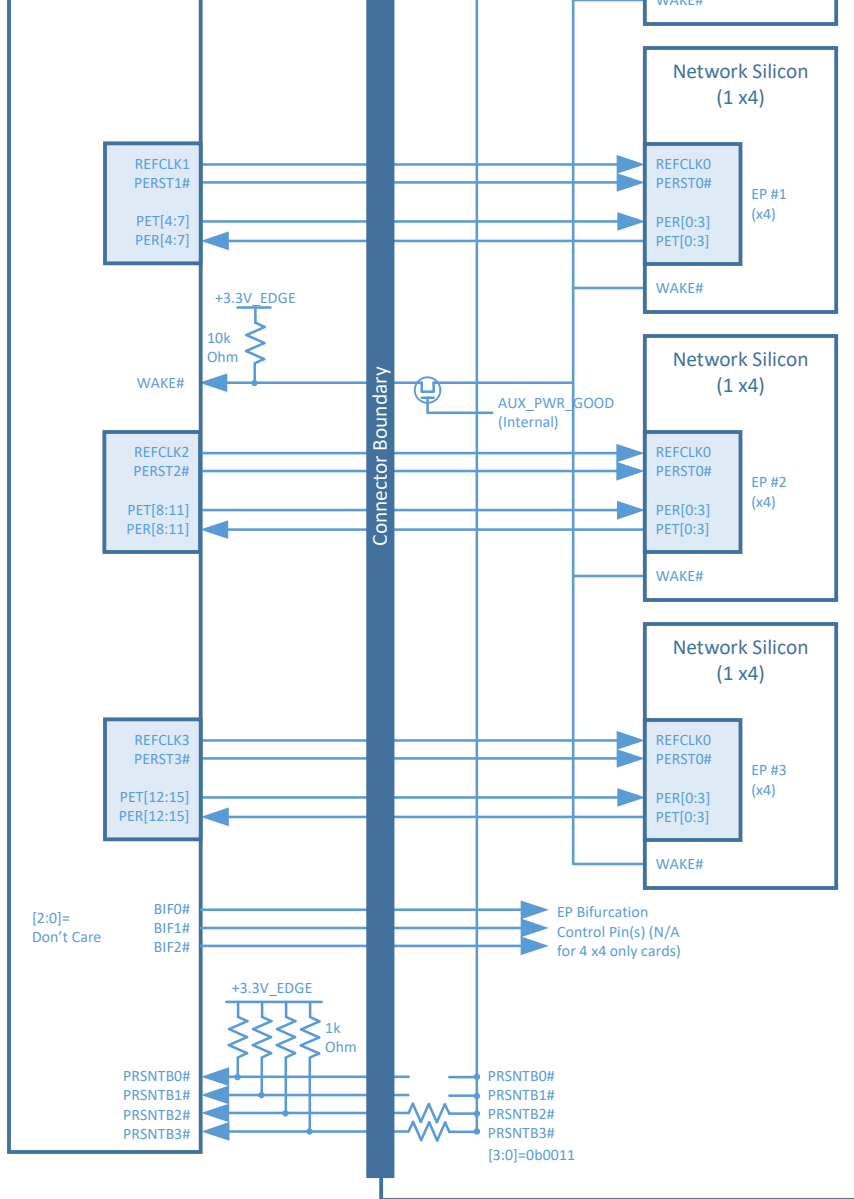 WAKE#
Network Silicon
(1 x4)
REFCLK1
PERST1#
PET[4:7]
PER[4:7]
REFCLK0
PERST0#
PER[0:3]
PET[0:3]
EP #1
(x4)
WAKE#
+3.3V_EDGE
10k
Ohm
WAKE#
Connector Boundary
AUX_PWR_GOOD
(Internal)
Network Silicon
(1 x4)
REFCLK2
PERST2#
PET[8:11]
PER[8:11]
REFCLK0
PERST0#
PER[0:3]
PET[0:3]
EP #2
(x4)
WAKE#
Network Silicon
(1 x4)
REFCLK3
PERST3#
PET[12:15]
PER[12:15]
REFCLK0
PERST0#
PER[0:3]
PET[0:3]
EP #3
(x4)
WAKE#
[2:0]=
Don't Care
BIF0#
BIF1#
BIF2#
EP Bifurcation
Control Pin(s) (N/A
for 4 x4 only cards)
+3.3V_EDGE
1k
Ohm
PRSNTB0#
PRSNTB1#
PRSNTB2#
PRSNTB3#
PRSNTB0#
PRSNTB1#
PRSNTB2#
PRSNTB3#
[3:0]=0b0011